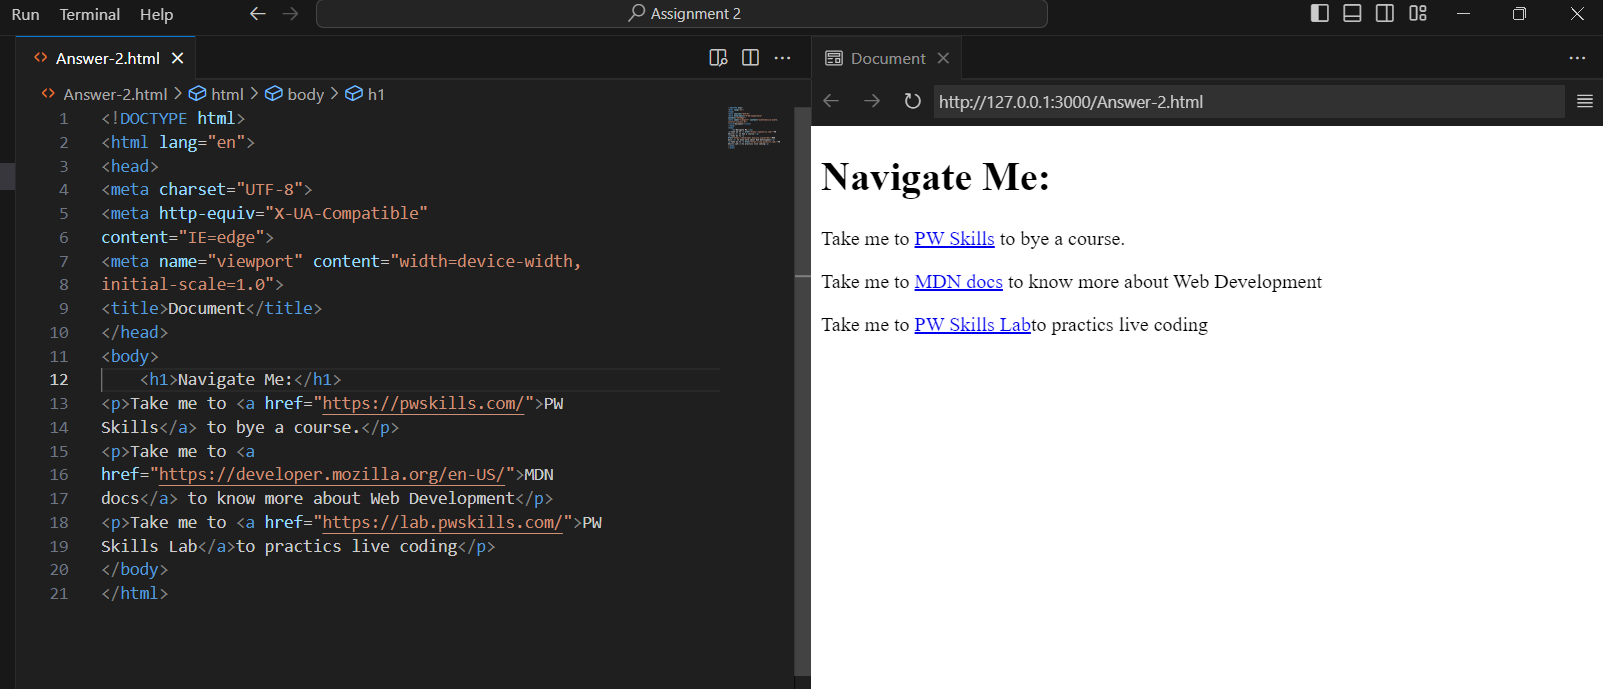 Run Terminal Help Assignment 2
Answer-2.html
Answer-2.html > html > body > h1
1 <!DOCTYPE html>
2 <html lang="en">
3 <head>
4 <meta charset="UTF-8">
5 <meta http-equiv="X-UA-Compatible"
6 content="IE=edge">
7 <meta name="viewport" content="width=device-width,
8 initial-scale=1.0">
9 <title>Document</title>
10 </head>
11 <body>
12 <h1>Navigate Me:</h1>
13 <p>Take me to <a href="https://pwskills.com/">PW
14 Skills</a> to bye a course.</p>
15 <p>Take me to <a
16 href="https://developer.mozilla.org/en-US/">MDN
17 docs</a> to know more about Web Development</p>
18 <p>Take me to <a href="https://lab.pwskills.com/">PW
19 Skills Lab</a>to practics live coding</p>
20 </body>
21 </html>
Document
http://127.0.0.1:3000/Answer-2.html
Navigate Me:
Take me to PW Skills to bye a course.
Take me to MDN docs to know more about Web Development
Take me to PW Skills Labto practics live coding